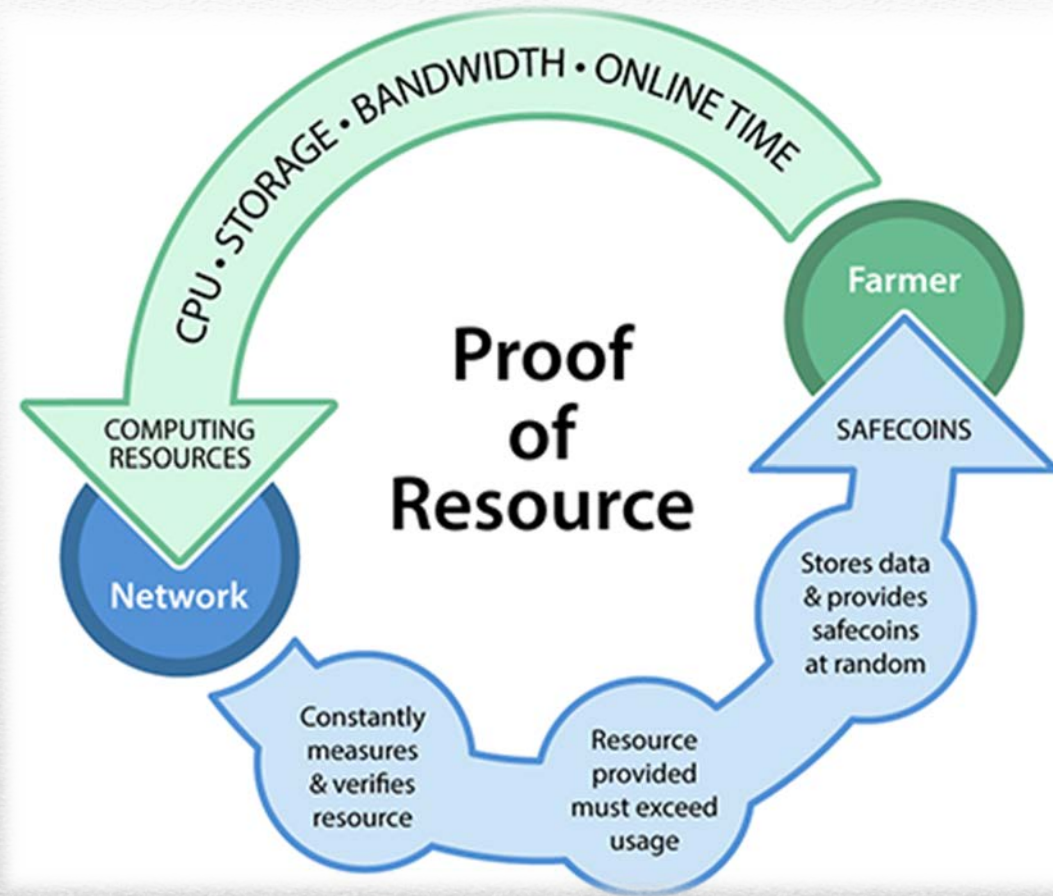 CPU • STORAGE • BANDWIDTH • ONLINE TIME
Farmer
Proof
of
Resource
COMPUTING
RESOURCES
SAFECOINS
Network
Stores data
& provides
safecoins
at random
Constantly
measures
& verifies
resource
Resource
provided
must exceed
usage